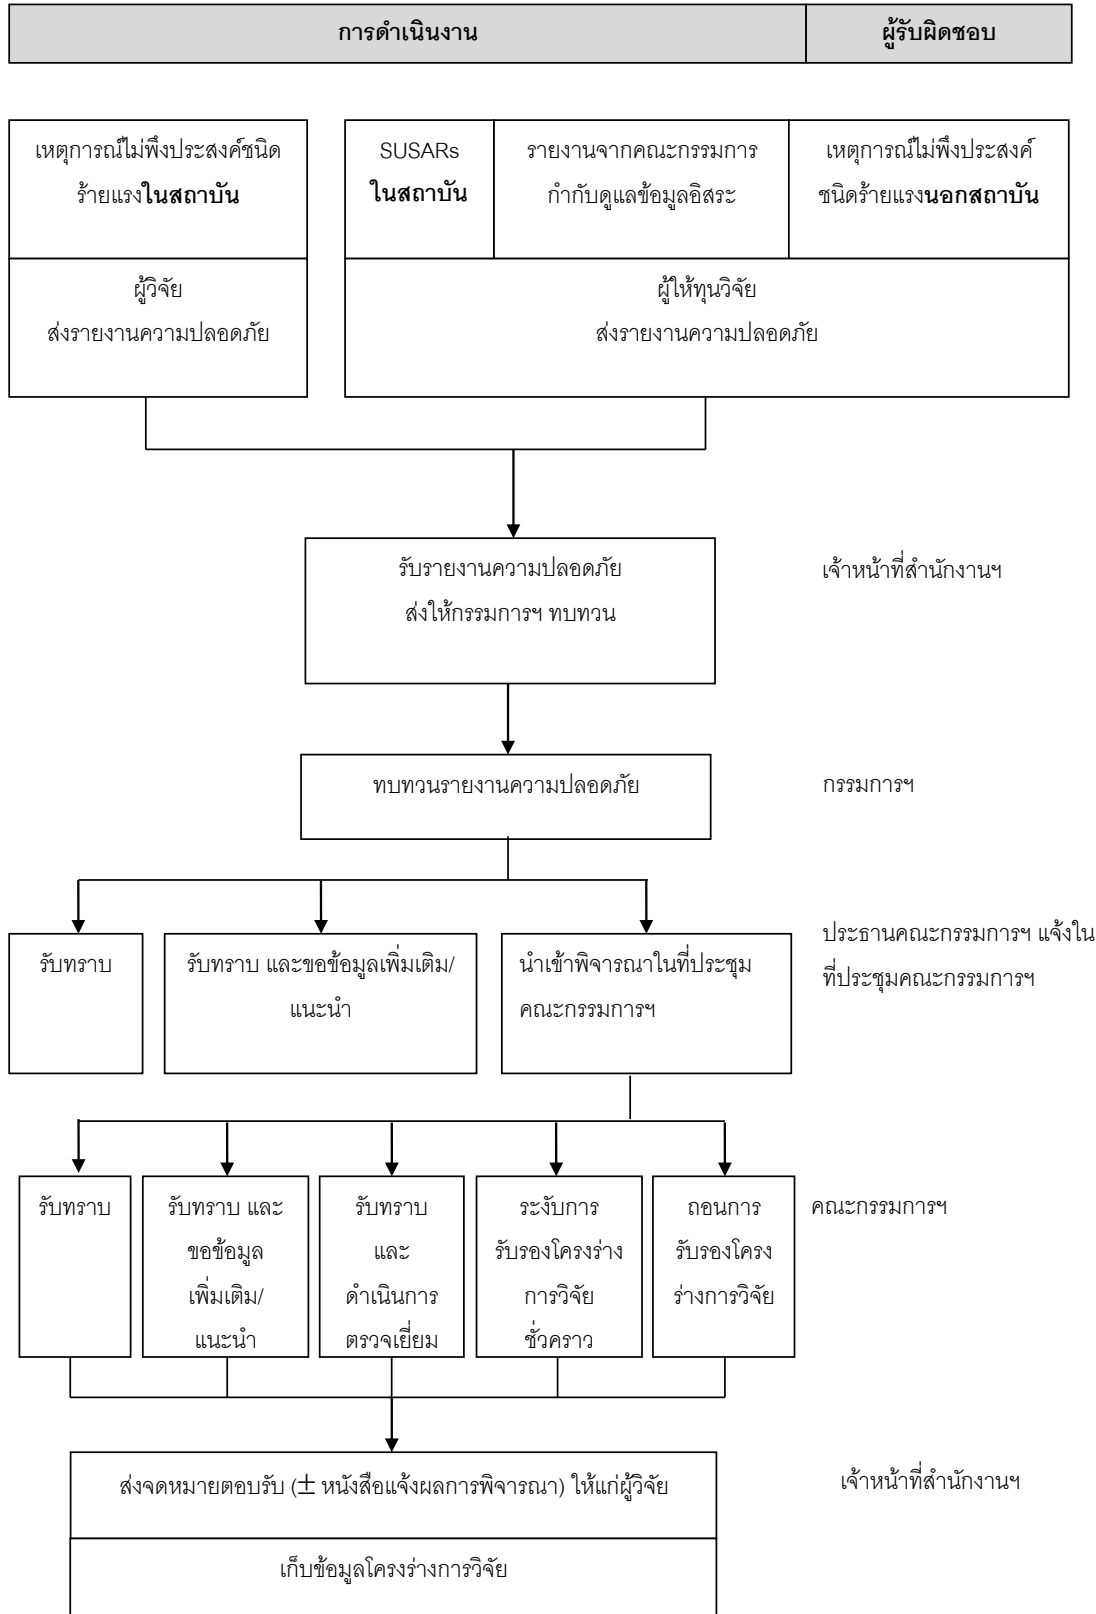 การดำเนินงาน
ผู้รับผิดชอบ
เหตุการณ์ไม่พึงประสงค์ชนิด
ร้ายแรงในสถาบัน
SUSARs
ในสถาบัน
รายงานจากคณะกรรมการ
กำกับดูแลข้อมูลอิสระ
เหตุการณ์ไม่พึงประสงค์
ชนิดร้ายแรงนอกสถาบัน
ผู้วิจัย
ส่งรายงานความปลอดภัย
ผู้ให้ทุนวิจัย
ส่งรายงานความปลอดภัย
รับรายงานความปลอดภัย
ส่งให้กรรมการฯ ทบทวน
เจ้าหน้าที่สำนักงานฯ
ทบทวนรายงานความปลอดภัย
กรรมการฯ
รับทราบ
รับทราบ และขอข้อมูลเพิ่มเติม/
แนะนำ
นำเข้าพิจารณาในที่ประชุม
คณะกรรมการฯ
ประธานคณะกรรมการฯ แจ้งใน
ที่ประชุมคณะกรรมการฯ
รับทราบ
รับทราบ และ
ขอข้อมูล
เพิ่มเติม/
แนะนำ
รับทราบ
และ
ดำเนินการ
ตรวจเยี่ยม
ระงับการ
รับรองโครงร่าง
การวิจัย
ชั่วคราว
ถอนการ
รับรองโครง
ร่างการวิจัย
คณะกรรมการฯ
ส่งจดหมายตอบรับ (± หนังสือแจ้งผลการพิจารณา) ให้แก่ผู้วิจัย
เจ้าหน้าที่สำนักงานฯ
เก็บข้อมูลโครงร่างการวิจัย